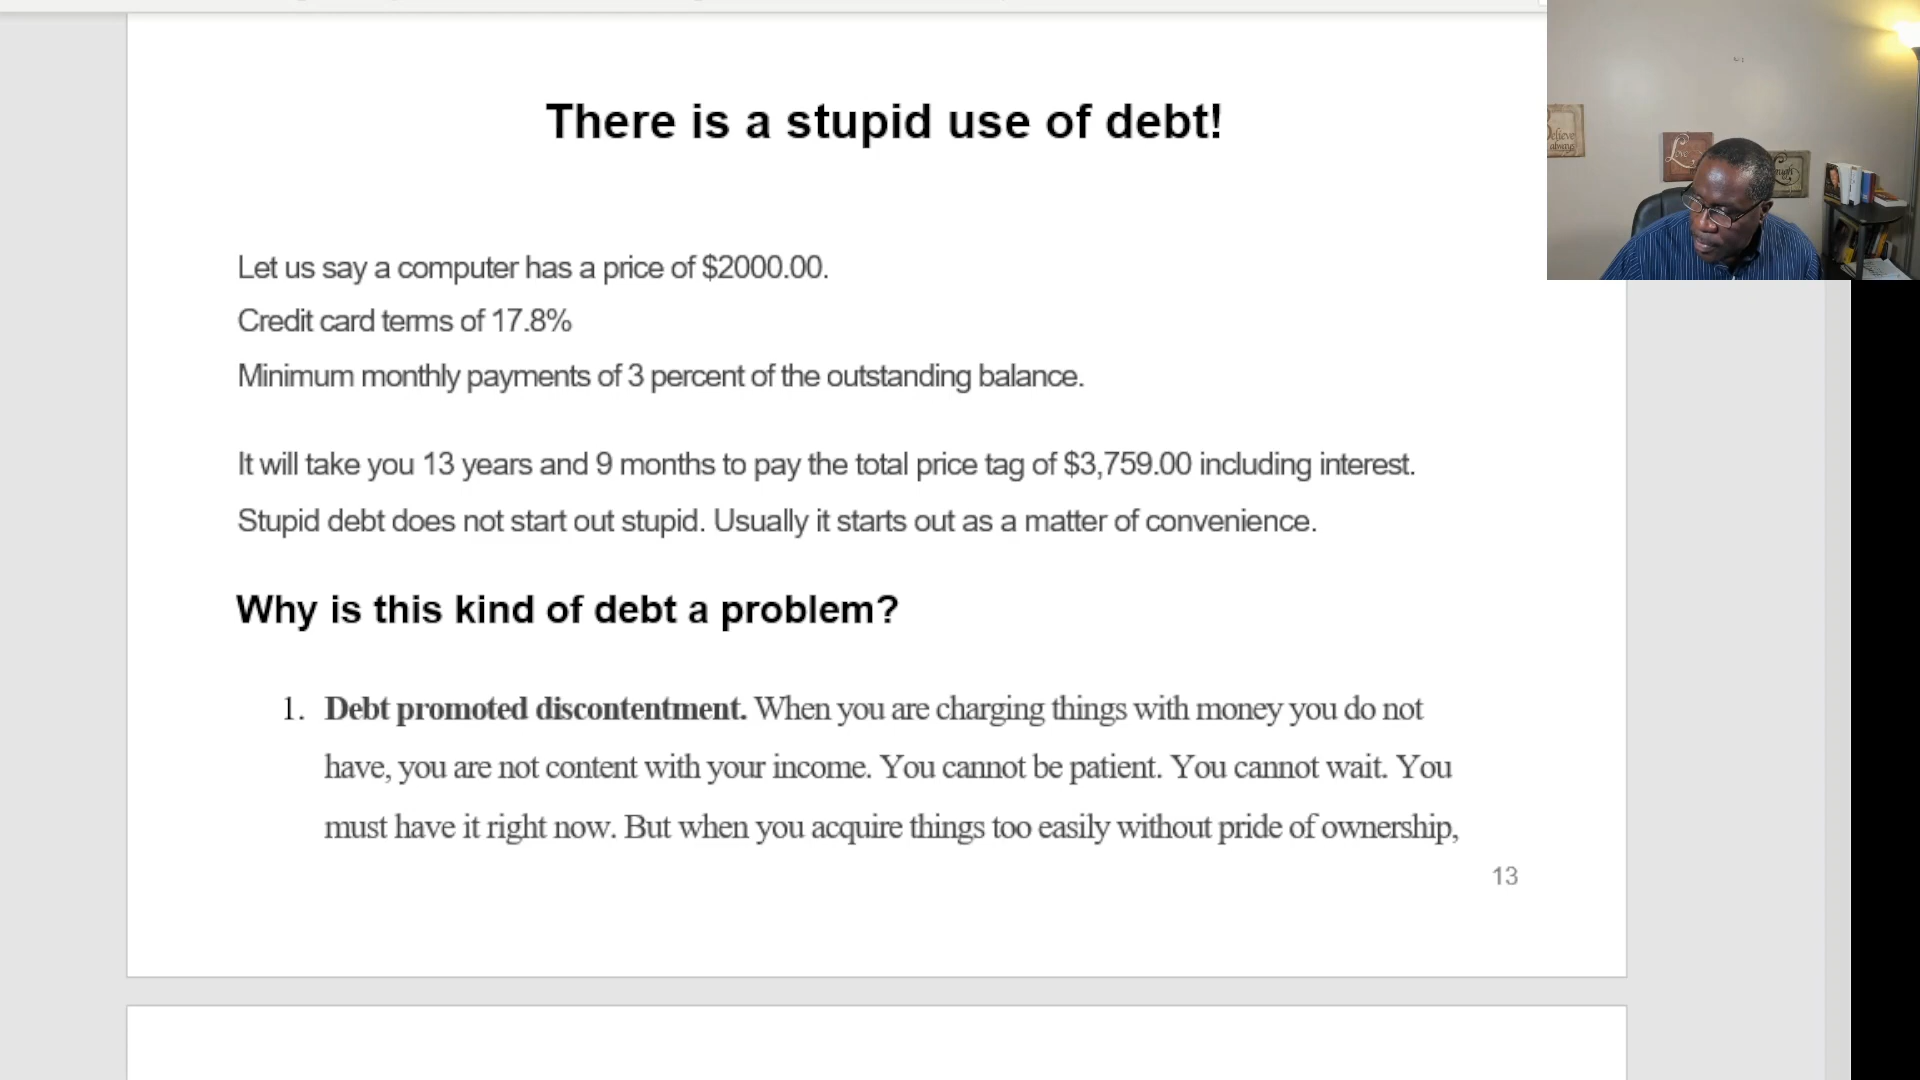 There is a stupid use of debt!
Let us say a computer has a price of $2000.00.
Credit card terms of 17.8%
Minimum monthly payments of 3 percent of the outstanding balance.
It will take you 13 years and 9 months to pay the total price tag of $3,759.00 including interest.
Stupid debt does not start out stupid. Usually it starts out as a matter of convenience.
Why is this kind of debt a problem?
1. Debt promoted discontentment. When you are charging things with money you do not
have, you are not content with your income. You cannot be patient. You cannot wait. You
must have it right now. But when you acquire things too easily without pride of ownership,
13
Believe
always
Love